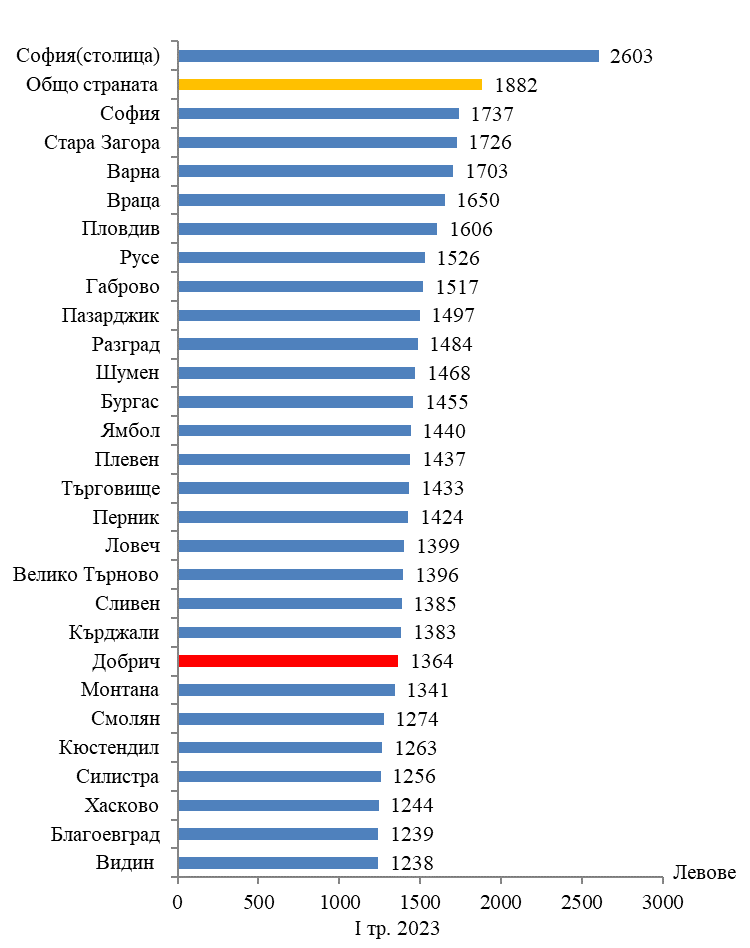 София(столица) 2603
Общо страната 1882
София 1737
Стара Загора 1726
Варна 1703
Враца 1650
Пловдив 1606
Русе 1526
Габрово 1517
Пазарджик 1497
Разград 1484
Шумен 1468
Бургас 1455
Ямбол 1440
Плевен 1437
Търговище 1433
Перник 1424
Ловеч 1399
Велико Търново 1396
Сливен 1385
Кърджали 1383
Добрич 1364
Монтана 1341
Смолян 1274
Кюстендил 1263
Силистра 1256
Хасково 1244
Благоевград 1239
Видин 1238
Левове
0 500 1000 1500 2000 2500 3000
I тр. 2023